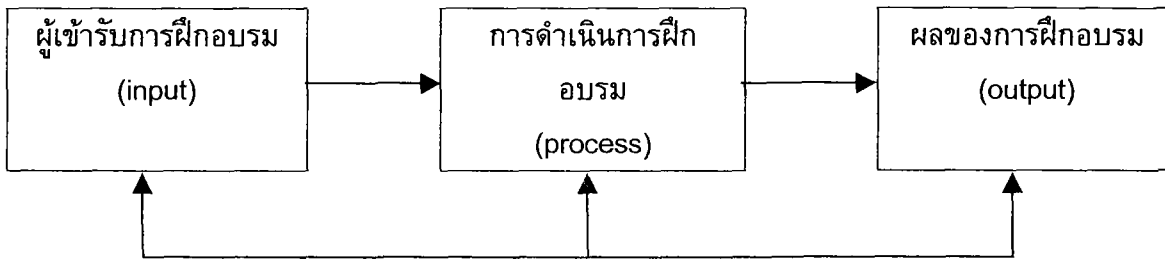 ผู้เข้ารับการฝึกอบรม
(input)
การดำเนินการฝึก
อบรม
(process)
ผลของการฝึกอบรม
(output)